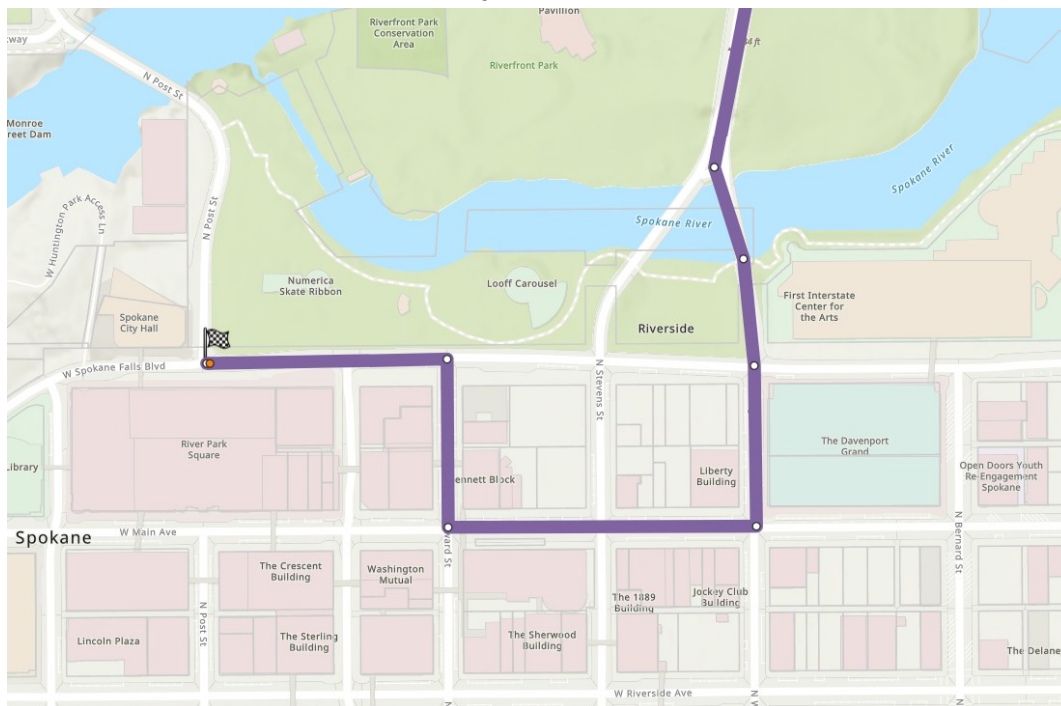 Pavilion
Riverfront Park
Conservation
Area
kway
Riverfront Park
N Post St
Monroe
reet Dam
Spokane River
Spokane River
W Huntington Park Access Ln
N Post St
Numerica
Skate Ribbon
Looff Carousel
First Interstate
Center for
the Arts
Spokane
City Hall
Riverside
W Spokane Falls Blvd
N Stevens St
River Park
Square
Library
ennett Block
Liberty
Building
The Davenport
Grand
Open Doors Youth
Re-Engagement
Spokane
Spokane
W Main Ave
ward St
N Bernard St
The Crescent
Building
Washington
Mutual
The 1889
Building
Jockey Club
Building
N Post St
Lincoln Plaza
The Sterling
Building
The Sherwood
Building
The Delane
W Riverside Ave
N
N W
N